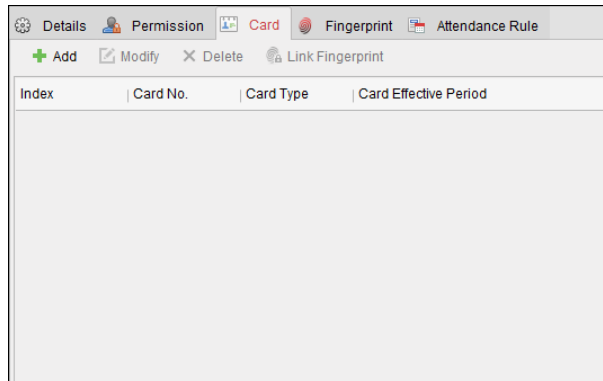 Details Permission Card Fingerprint Attendance Rule
Add Modify Delete Link Fingerprint
Index Card No. Card Type Card Effective Period